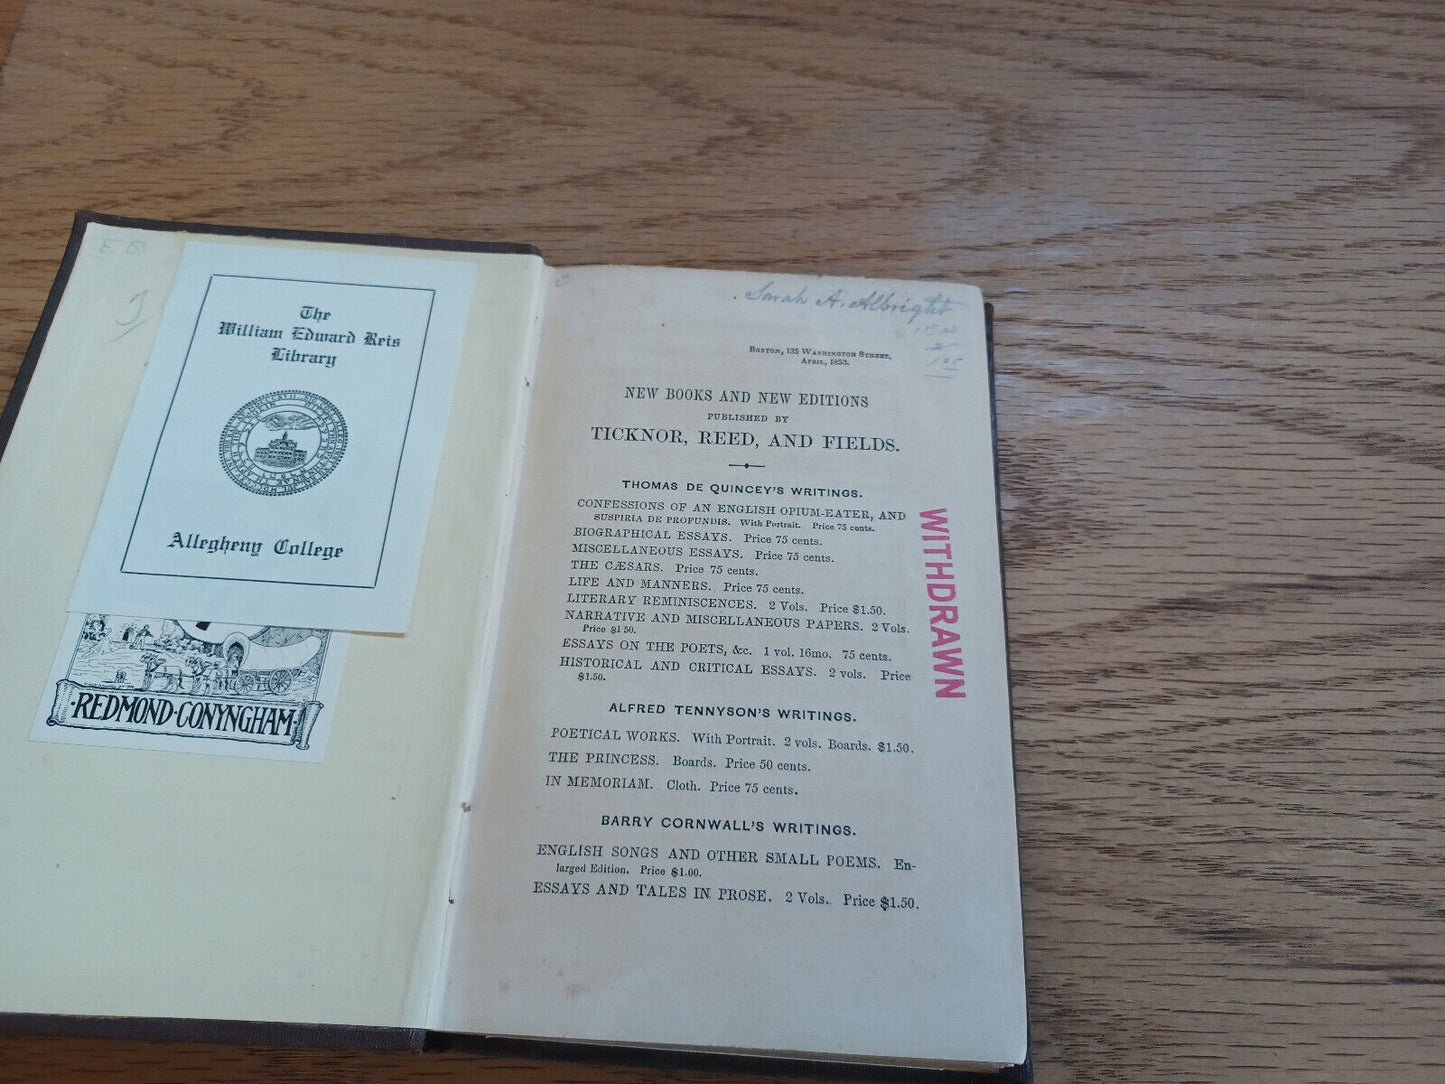 The
William Edward Reis
Library
Allegheny College
REDMOND·CONYNGHAM
Sarah A. Albright
BOSTON, 135 WASHINGTON STREET,
APRIL, 1853.
NEW BOOKS AND NEW EDITIONS
PUBLISHED BY
TICKNOR, REED, AND FIELDS.
THOMAS DE QUINCEY'S WRITINGS.
CONFESSIONS OF AN ENGLISH OPIUM-EATER, AND
SUSPIRIA DE PROFUNDIS. With Portrait. Price 75 cents.
BIOGRAPHICAL ESSAYS. Price 75 cents.
MISCELLANEOUS ESSAYS. Price 75 cents.
THE CÆSARS. Price 75 cents.
LIFE AND MANNERS. Price 75 cents.
LITERARY REMINISCENCES. 2 Vols. Price $1.50.
NARRATIVE AND MISCELLANEOUS PAPERS. 2 Vols.
Price $1 50.
ESSAYS ON THE POETS, &c. 1 vol. 16mo. 75 cents.
HISTORICAL AND CRITICAL ESSAYS. 2 vols. Price
$1.50.
ALFRED TENNYSON'S WRITINGS.
POETICAL WORKS. With Portrait. 2 vols. Boards. $1.50.
THE PRINCESS. Boards. Price 50 cents.
IN MEMORIAM. Cloth. Price 75 cents.
BARRY CORNWALL'S WRITINGS.
ENGLISH SONGS AND OTHER SMALL POEMS. En-
larged Edition. Price $1.00.
ESSAYS AND TALES IN PROSE. 2 Vols. Price $1.50.
WITHDRAWN